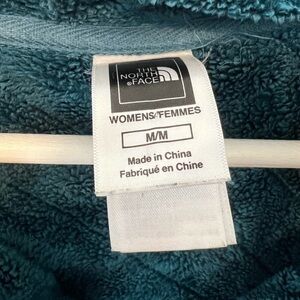 THE
NORTH
FACE
WOMENS/FEMMES
M/M
Made in China
Fabriqué en Chine